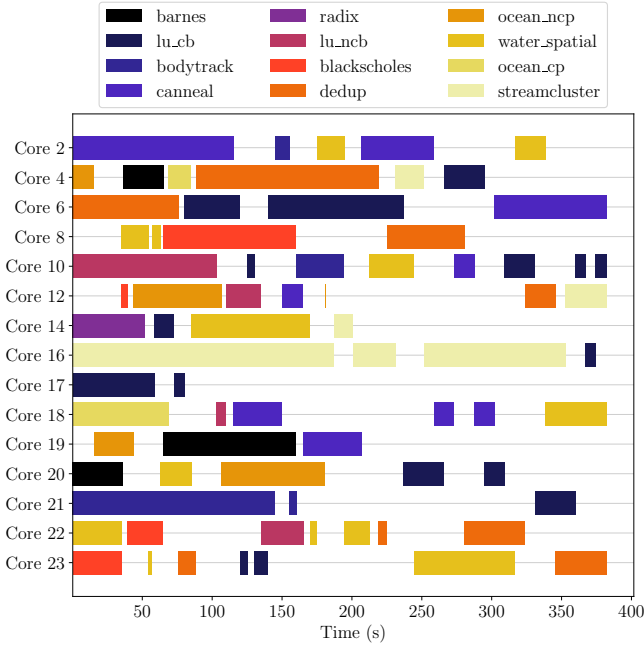 barnes radix ocean_ncp
lu_cb lu_ncb water_spatial
bodytrack blackscholes ocean_cp
canneal dedup streamcluster
Core 2
Core 4
Core 6
Core 8
Core 10
Core 12
Core 14
Core 16
Core 17
Core 18
Core 19
Core 20
Core 21
Core 22
Core 23
50 100 150 200 250 300 350 400
Time (s)